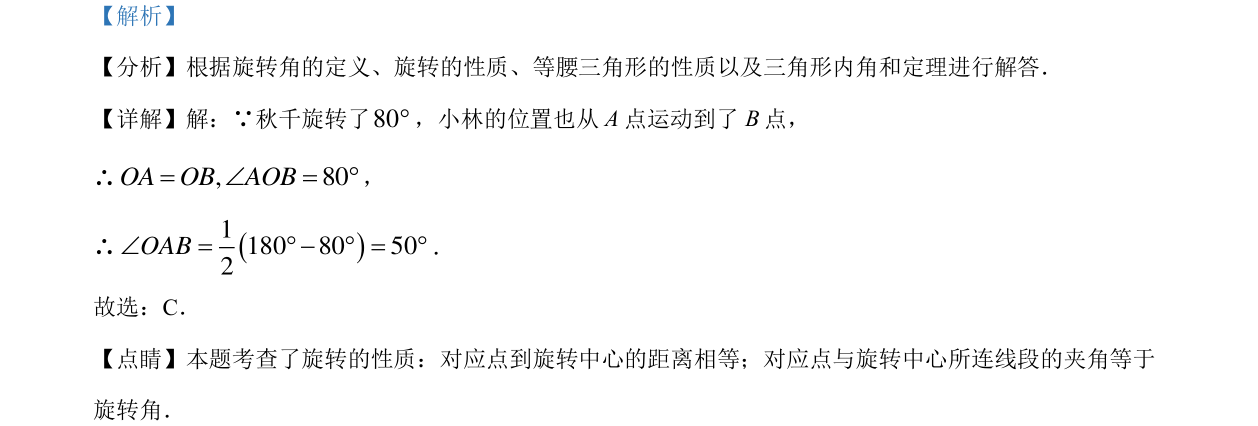 【解析】
【分析】根据旋转角的定义、旋转的性质、等腰三角形的性质以及三角形内角和定理进行解答．
【详解】解：∵秋千旋转了80°，小林的位置也从 A 点运动到了 B 点，
∴ OA = OB, ∠AOB = 80°，
∴ ∠OAB = \frac{1}{2}(180° − 80°) = 50°．
故选：C．
【点睛】本题考查了旋转的性质：对应点到旋转中心的距离相等；对应点与旋转中心所连线段的夹角等于
旋转角．